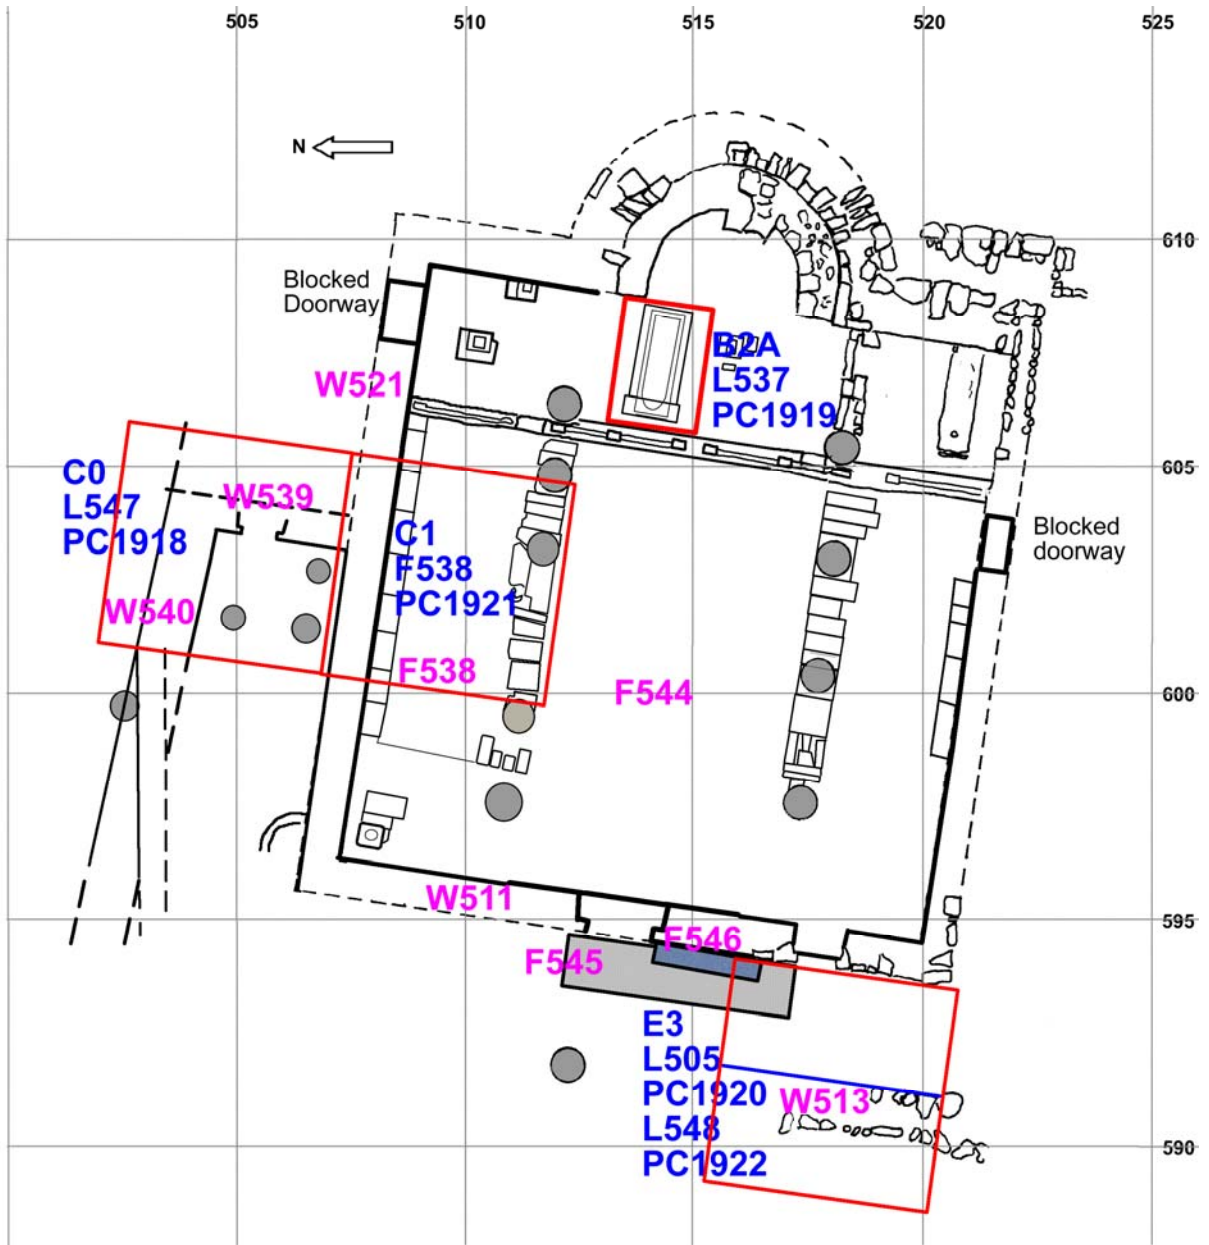 505
510
515
520
525
N
610
Blocked
Doorway
B2A
L537
PC1919
W521
605
C0
L547
PC1918
W539
C1
F538
PC1921
Blocked
doorway
W540
F538
F544
600
W511
595
F546
F545
E3
L505
PC1920
L548
PC1922
W513
590